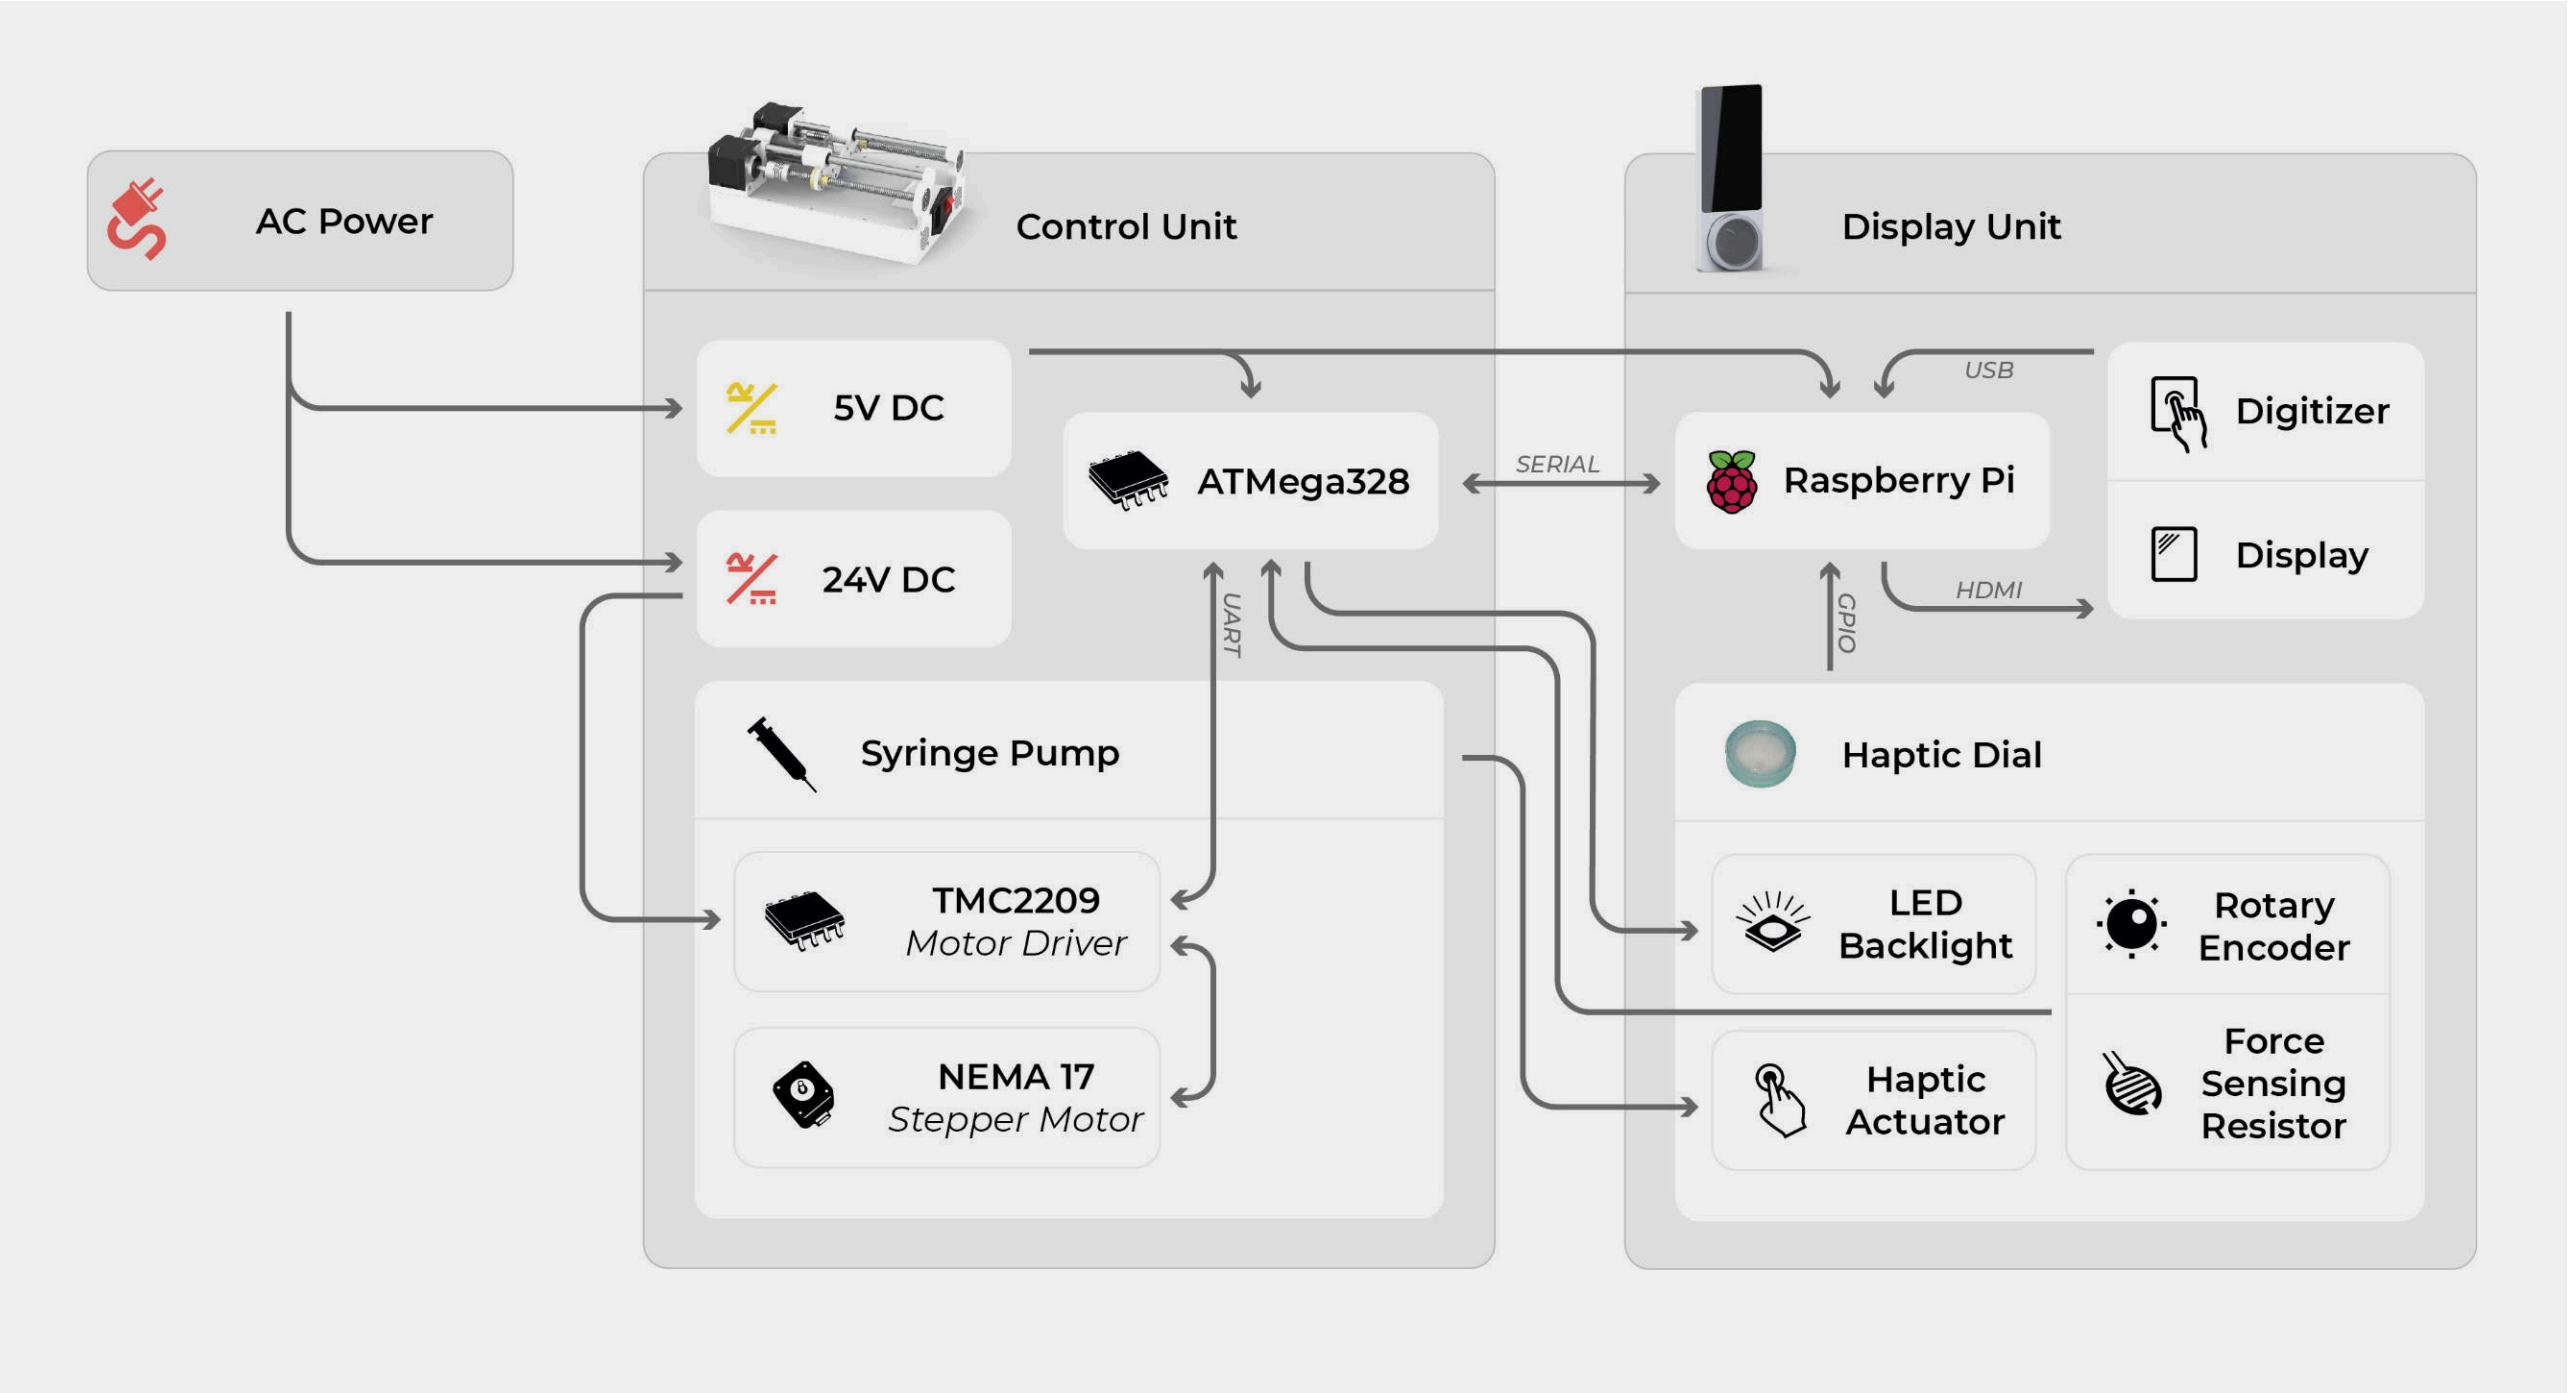 AC Power
Control Unit
Display Unit
5V DC
24V DC
ATMega328
SERIAL
Raspberry Pi
USB
Digitizer
Display
HDMI
UART
GPIO
Syringe Pump
TMC2209
Motor Driver
NEMA 17
Stepper Motor
Haptic Dial
LED
Backlight
Rotary
Encoder
Haptic
Actuator
Force
Sensing
Resistor